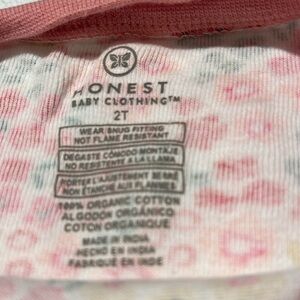 HONEST
BABY CLOTHING™
2T
WEAR SNUG FITTING
NOT FLAME RESISTANT
DEGASTE CÓMODO MONTAJE
NO RESISTENTE A LA LLAMA
PORTER L'AJUSTEMENT SERRÉ
NON ÉTANCHE AUX FLAMMES
100% ORGANIC COTTON
ALGODÓN ORGÁNICO
COTON ORGANIQUE
MADE IN INDIA
HECHO EN INDIA
FABRIQUÉ EN INDE